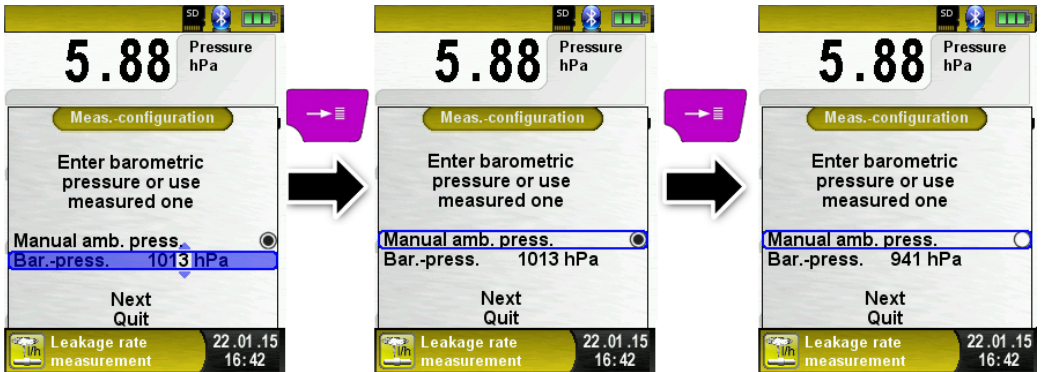 SD
5.88 Pressure
hPa
Meas.-configuration
Enter barometric
pressure or use
measured one
Manual amb. press.
Bar.-press. 1013 hPa
Next
Quit
l/h
Leakage rate
measurement
22.01.15
16:42
SD
5.88 Pressure
hPa
Meas.-configuration
Enter barometric
pressure or use
measured one
Manual amb. press.
Bar.-press. 1013 hPa
Next
Quit
l/h
Leakage rate
measurement
22.01.15
16:42
SD
5.88 Pressure
hPa
Meas.-configuration
Enter barometric
pressure or use
measured one
Manual amb. press.
Bar.-press. 941 hPa
Next
Quit
l/h
Leakage rate
measurement
22.01.15
16:42